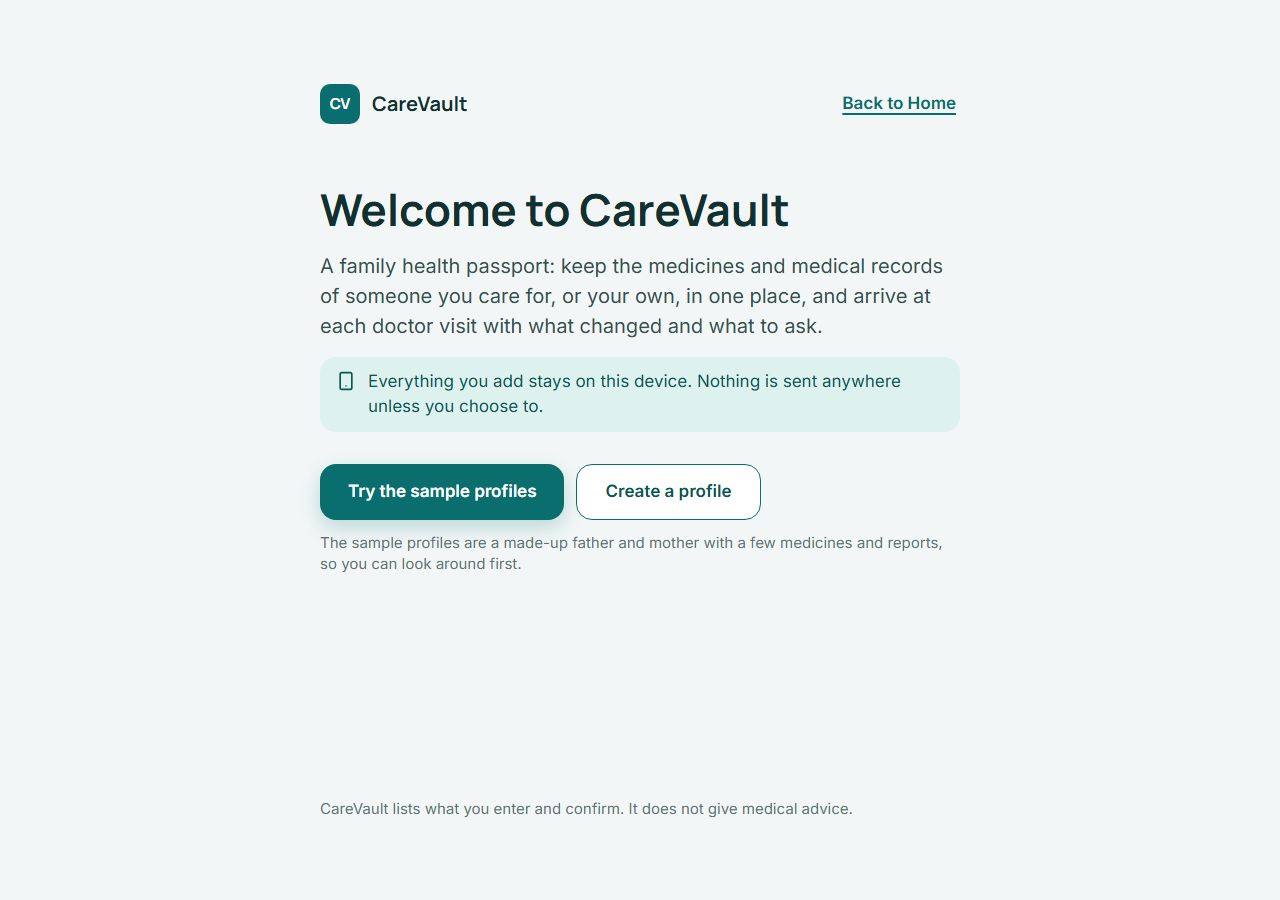 CV
CareVault
Back to Home
Welcome to CareVault
A family health passport: keep the medicines and medical records
of someone you care for, or your own, in one place, and arrive at
each doctor visit with what changed and what to ask.
Everything you add stays on this device. Nothing is sent anywhere
unless you choose to.
Try the sample profiles
Create a profile
The sample profiles are a made-up father and mother with a few medicines and reports,
so you can look around first.
CareVault lists what you enter and confirm. It does not give medical advice.